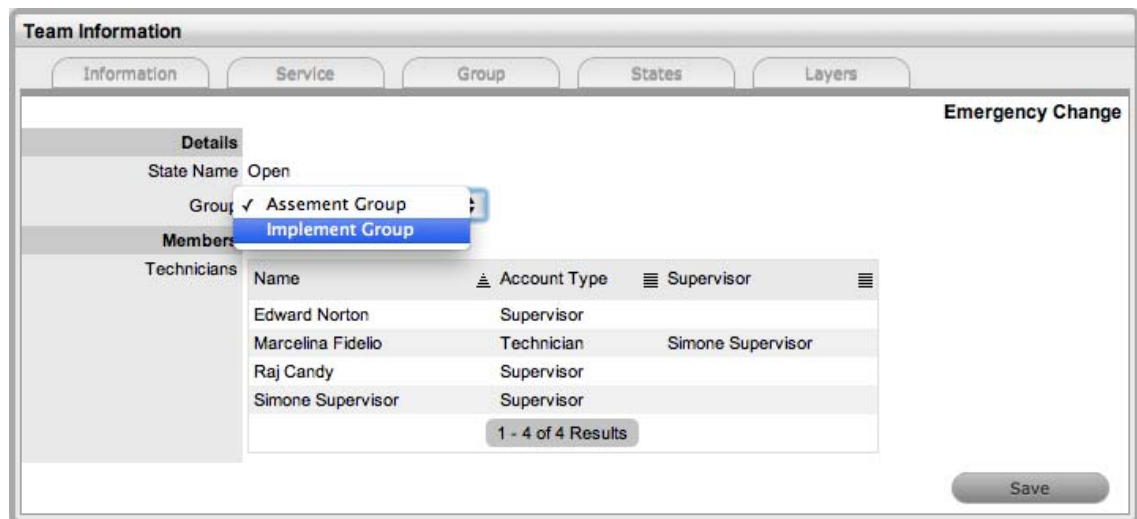 Team Information
Information Service Group States Layers
Emergency Change
Details
State Name Open
Group ✓ Assement Group
Implement Group
Members
Technicians
Name Account Type Supervisor
Edward Norton Supervisor
Marcelina Fidelio Technician Simone Supervisor
Raj Candy Supervisor
Simone Supervisor Supervisor
1 - 4 of 4 Results
Save